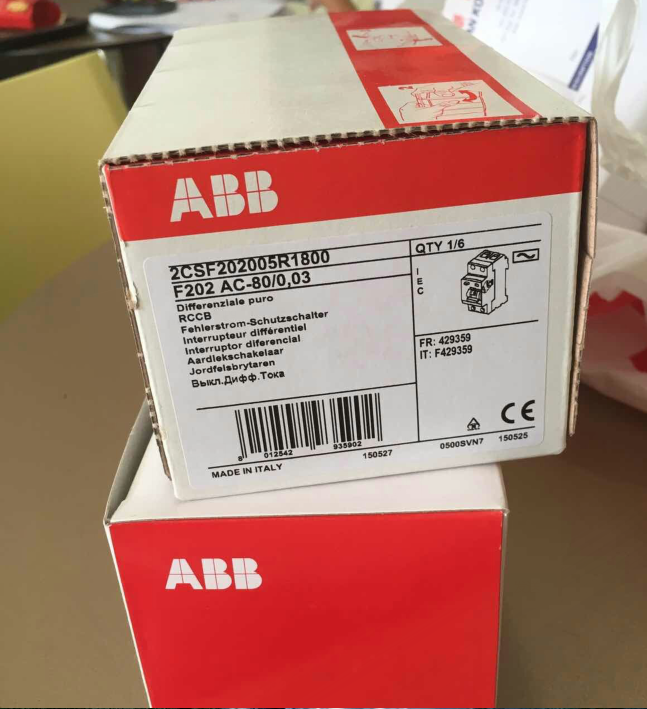 ABB
2CSF202005R1800
F202 AC-80/0,03
Differenziale puro
RCCB
Fehlerstrom-Schutzschalter
Interrupteur différentiel
Interruptor diferencial
Aardlekschakelaar
Jordfelsbrytaren
Выкл.Дифф.Тока
QTY 1/6
I
E
C
FR: 429359
IT: F429359
8 012542 935902
MADE IN ITALY
150527
0500SVN7
150525
CE
ABB